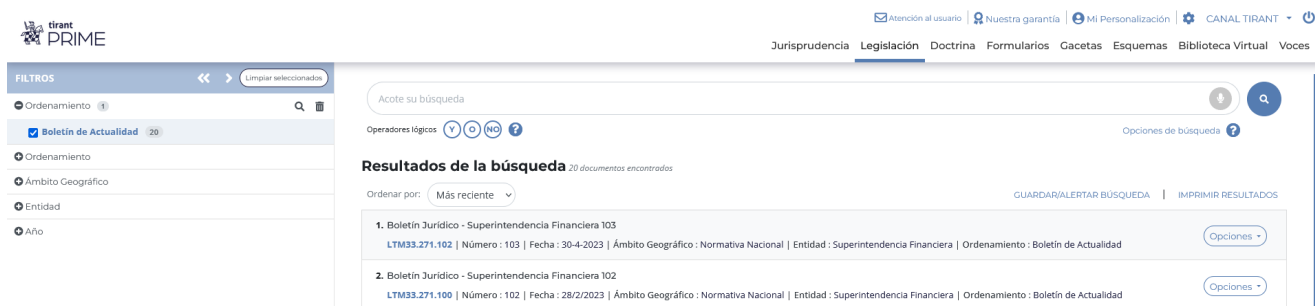 tirant
PRIME
Atención al usuario | Nuestra garantía | Mi Personalización | CANAL TIRANT
Jurisprudencia Legislación Doctrina Formularios Gacetas Esquemas Biblioteca Virtual Voces
FILTROS Limpiar seleccionados
Ordenamiento 1
Boletín de Actualidad 20
Ordenamiento
Ámbito Geográfico
Entidad
Año
Acote su búsqueda
Operadores lógicos Y O NO ?
Opciones de búsqueda ?
Resultados de la búsqueda 20 documentos encontrados
Ordenar por: Más reciente
GUARDAR/ALERTAR BÚSQUEDA | IMPRIMIR RESULTADOS
1. Boletín Jurídico - Superintendencia Financiera 103
LTM33.271.102 | Número : 103 | Fecha : 30-4-2023 | Ámbito Geográfico : Normativa Nacional | Entidad : Superintendencia Financiera | Ordenamiento : Boletín de Actualidad
Opciones
2. Boletín Jurídico - Superintendencia Financiera 102
LTM33.271.100 | Número : 102 | Fecha : 28/2/2023 | Ámbito Geográfico : Normativa Nacional | Entidad : Superintendencia Financiera | Ordenamiento : Boletín de Actualidad
Opciones